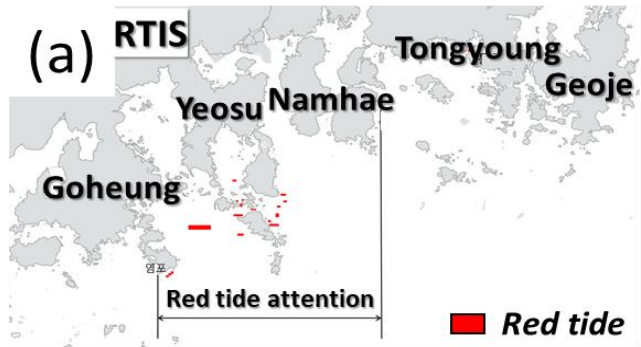 (a) RTIS
Tongyoung
Geoje
Yeosu Namhae
Goheung
염포
Red tide attention
Red tide